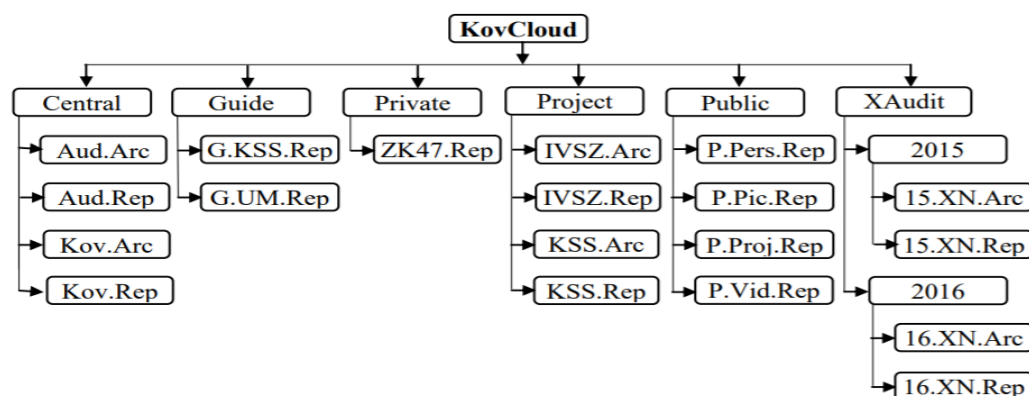 KovCloud
Central
Guide
Private
Project
Public
XAudit
Aud.Arc
Aud.Rep
Kov.Arc
Kov.Rep
G.KSS.Rep
G.UM.Rep
ZK47.Rep
IVSZ.Arc
IVSZ.Rep
KSS.Arc
KSS.Rep
P.Pers.Rep
P.Pic.Rep
P.Proj.Rep
P.Vid.Rep
2015
15.XN.Arc
15.XN.Rep
2016
16.XN.Arc
16.XN.Rep